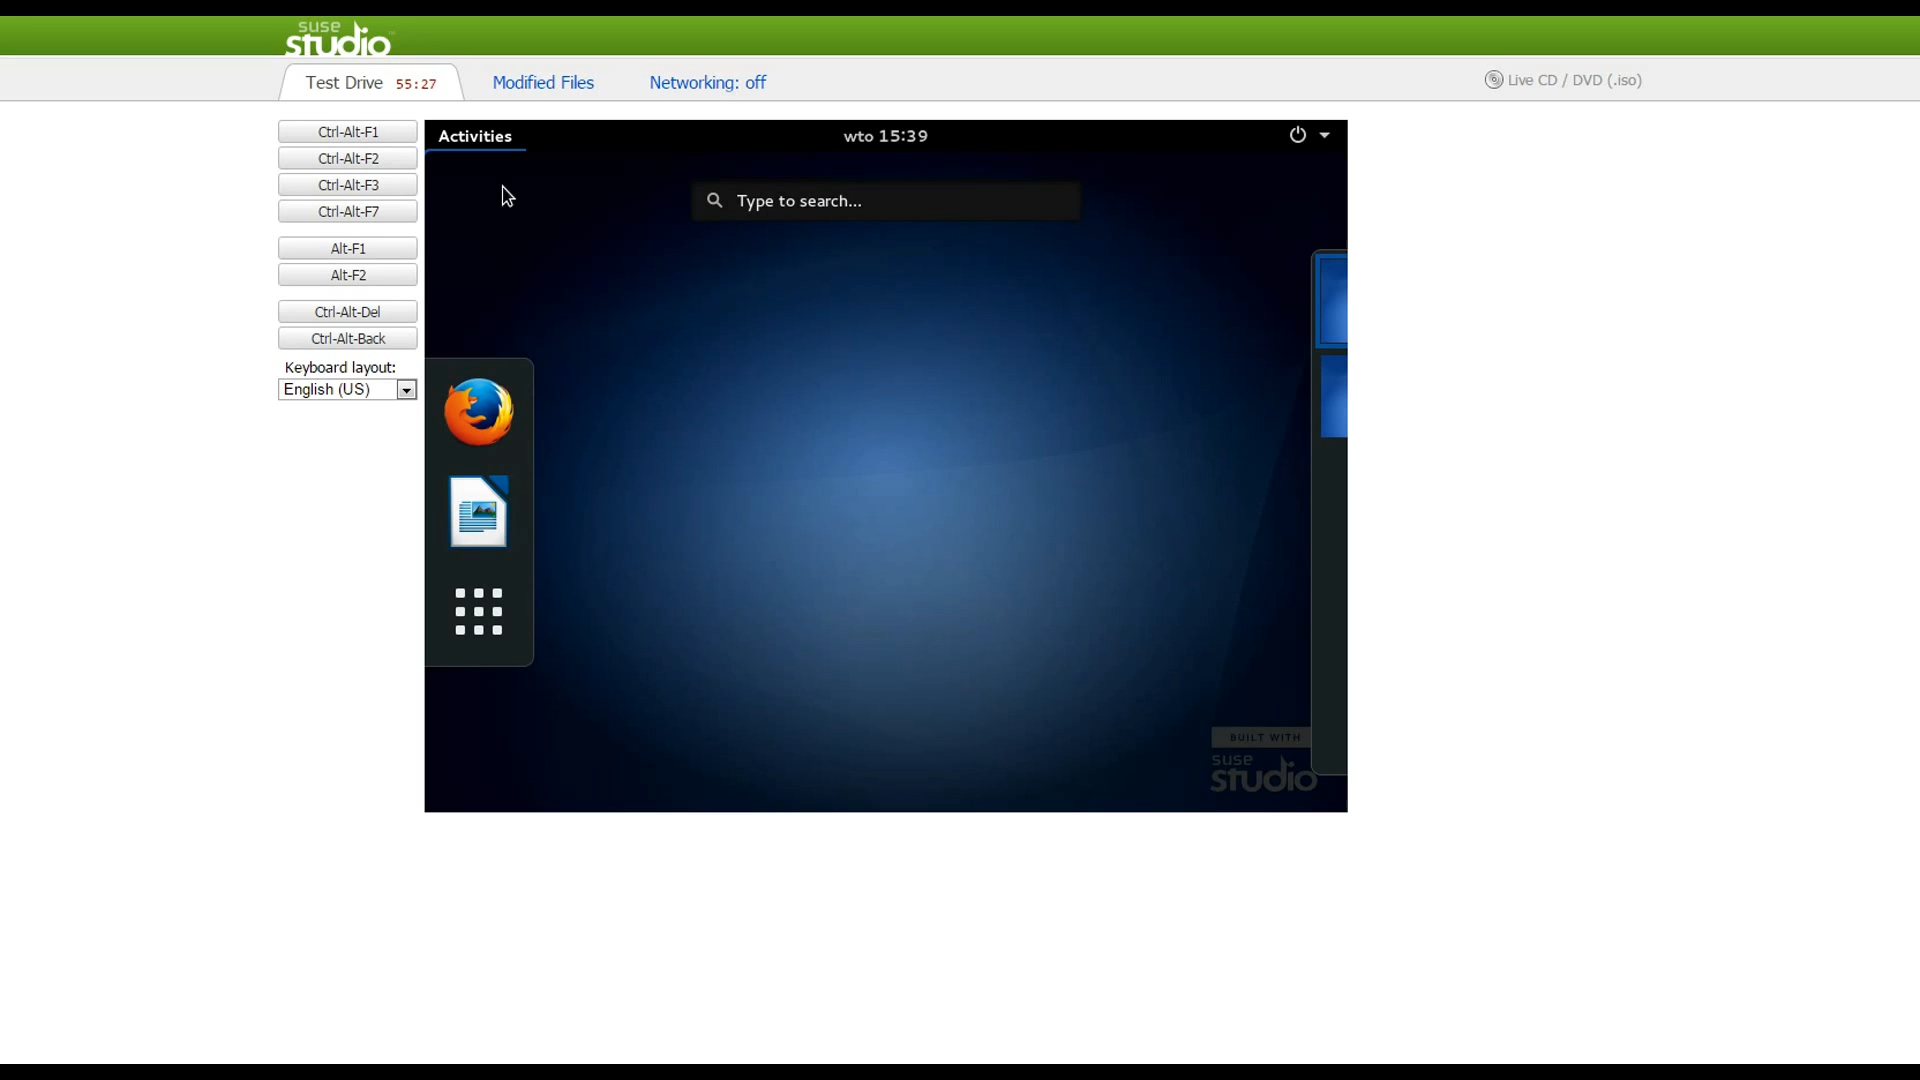 suse
studio
Test Drive 55:27
Modified Files
Networking: off
Live CD / DVD (.iso)
Ctrl-Alt-F1
Ctrl-Alt-F2
Ctrl-Alt-F3
Ctrl-Alt-F7
Alt-F1
Alt-F2
Ctrl-Alt-Del
Ctrl-Alt-Back
Keyboard layout:
English (US)
Activities
wto 15:39
Type to search...
BUILT WITH
suse
studio